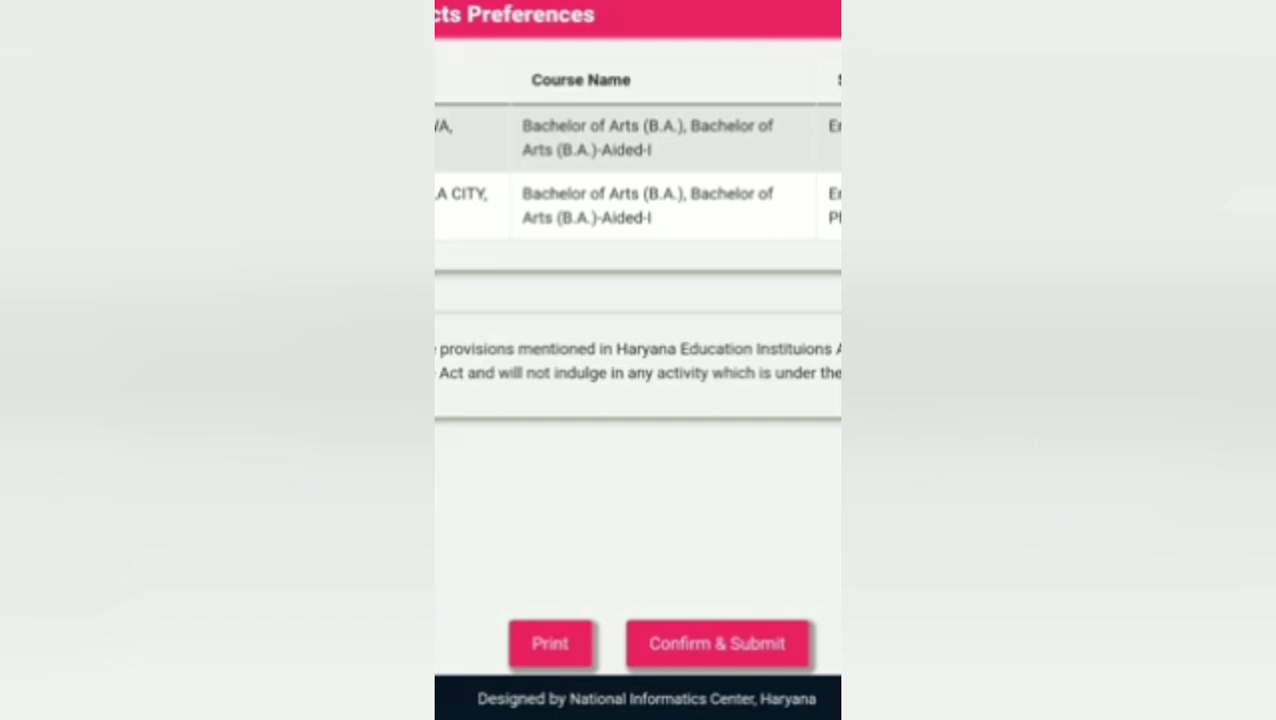 cts Preferences
Course Name
Bachelor of Arts (B.A.), Bachelor of
Arts (B.A.)-Aided-I
A CITY,
Bachelor of Arts (B.A.), Bachelor of
Arts (B.A.)-Aided-I
provisions mentioned in Haryana Education Instituions A
Act and will not indulge in any activity which is under the
Print
Confirm & Submit
Designed by National Informatics Center, Haryana